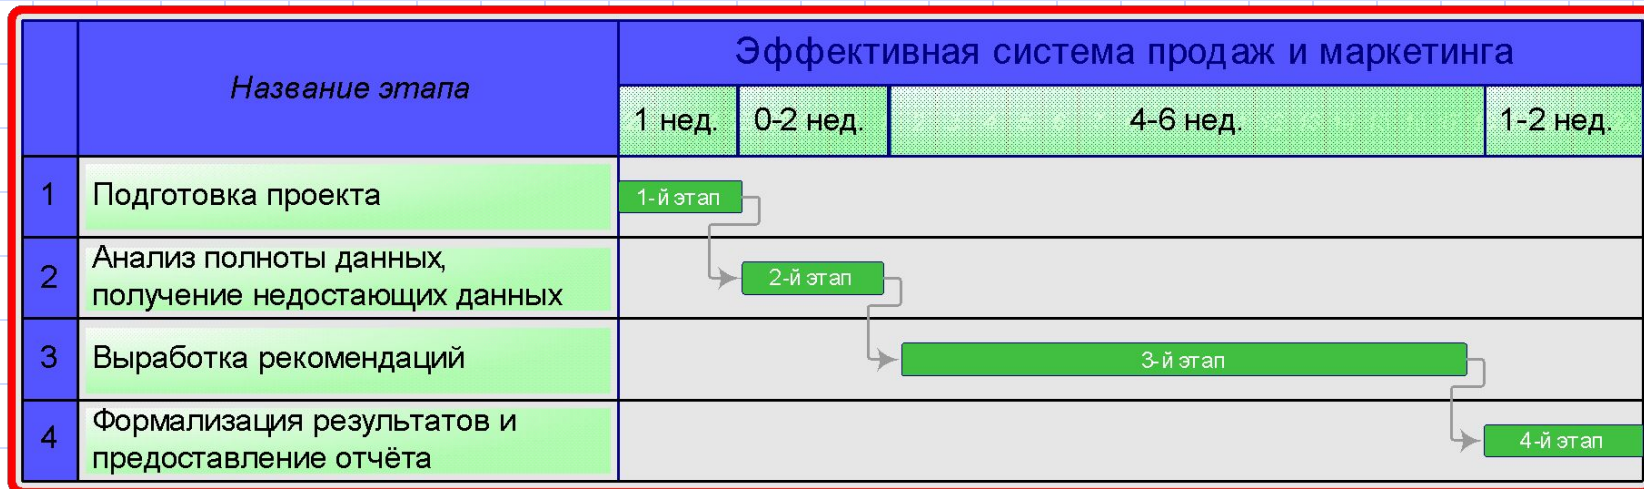 Название этапа
Эффективная система продаж и маркетинга
1 нед.
0-2 нед.
4-6 нед.
1-2 нед.
1
Подготовка проекта
1-й этап
2
Анализ полноты данных,
получение недостающих данных
2-й этап
3
Выработка рекомендаций
3-й этап
4
Формализация результатов и
предоставление отчёта
4-й этап